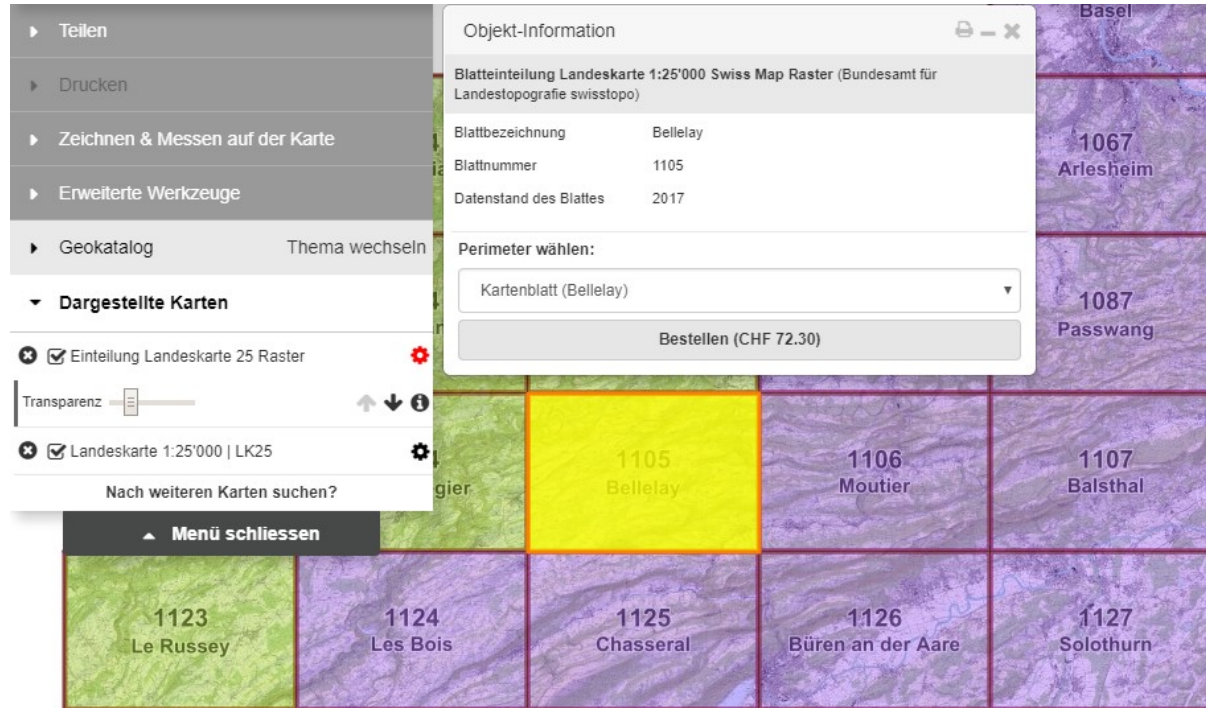 Teilen
Drucken
Zeichnen & Messen auf der Karte
Erweiterte Werkzeuge
Geokatalog Thema wechseln
Dargestellte Karten
Einteilung Landeskarte 25 Raster
Transparenz
Landeskarte 1:25'000 | LK25
Nach weiteren Karten suchen?
Menü schliessen
Objekt-Information
Blatteinteilung Landeskarte 1:25'000 Swiss Map Raster (Bundesamt für
Landestopografie swisstopo)
Blattbezeichnung Bellelay
Blattnummer 1105
Datenstand des Blattes 2017
Perimeter wählen:
Kartenblatt (Bellelay)
Bestellen (CHF 72.30)
Basel
1067
Arlesheim
1087
Passwang
1105
Bellelay
1106
Moutier
1107
Balsthal
1123
Le Russey
1124
Les Bois
1125
Chasseral
1126
Büren an der Aare
1127
Solothurn